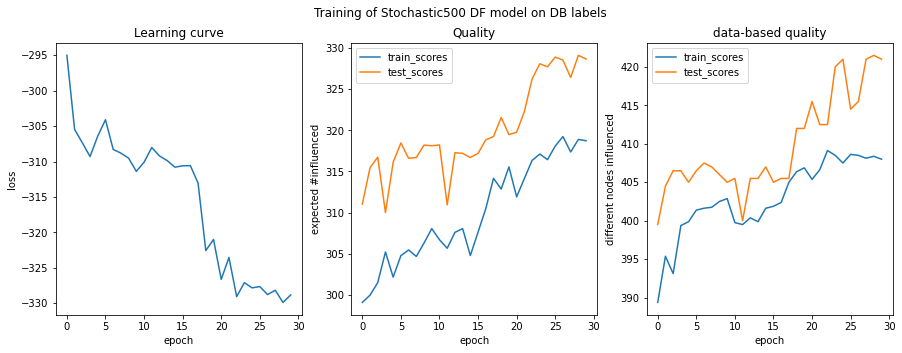 Training of Stochastic500 DF model on DB labels
Learning curve
loss
−295
−300
−305
−310
−315
−320
−325
−330
0 5 10 15 20 25 30
epoch
Quality
train_scores
test_scores
expected #influenced
330
325
320
315
310
305
300
0 5 10 15 20 25 30
epoch
data-based quality
train_scores
test_scores
different nodes influenced
420
415
410
405
400
395
390
0 5 10 15 20 25 30
epoch